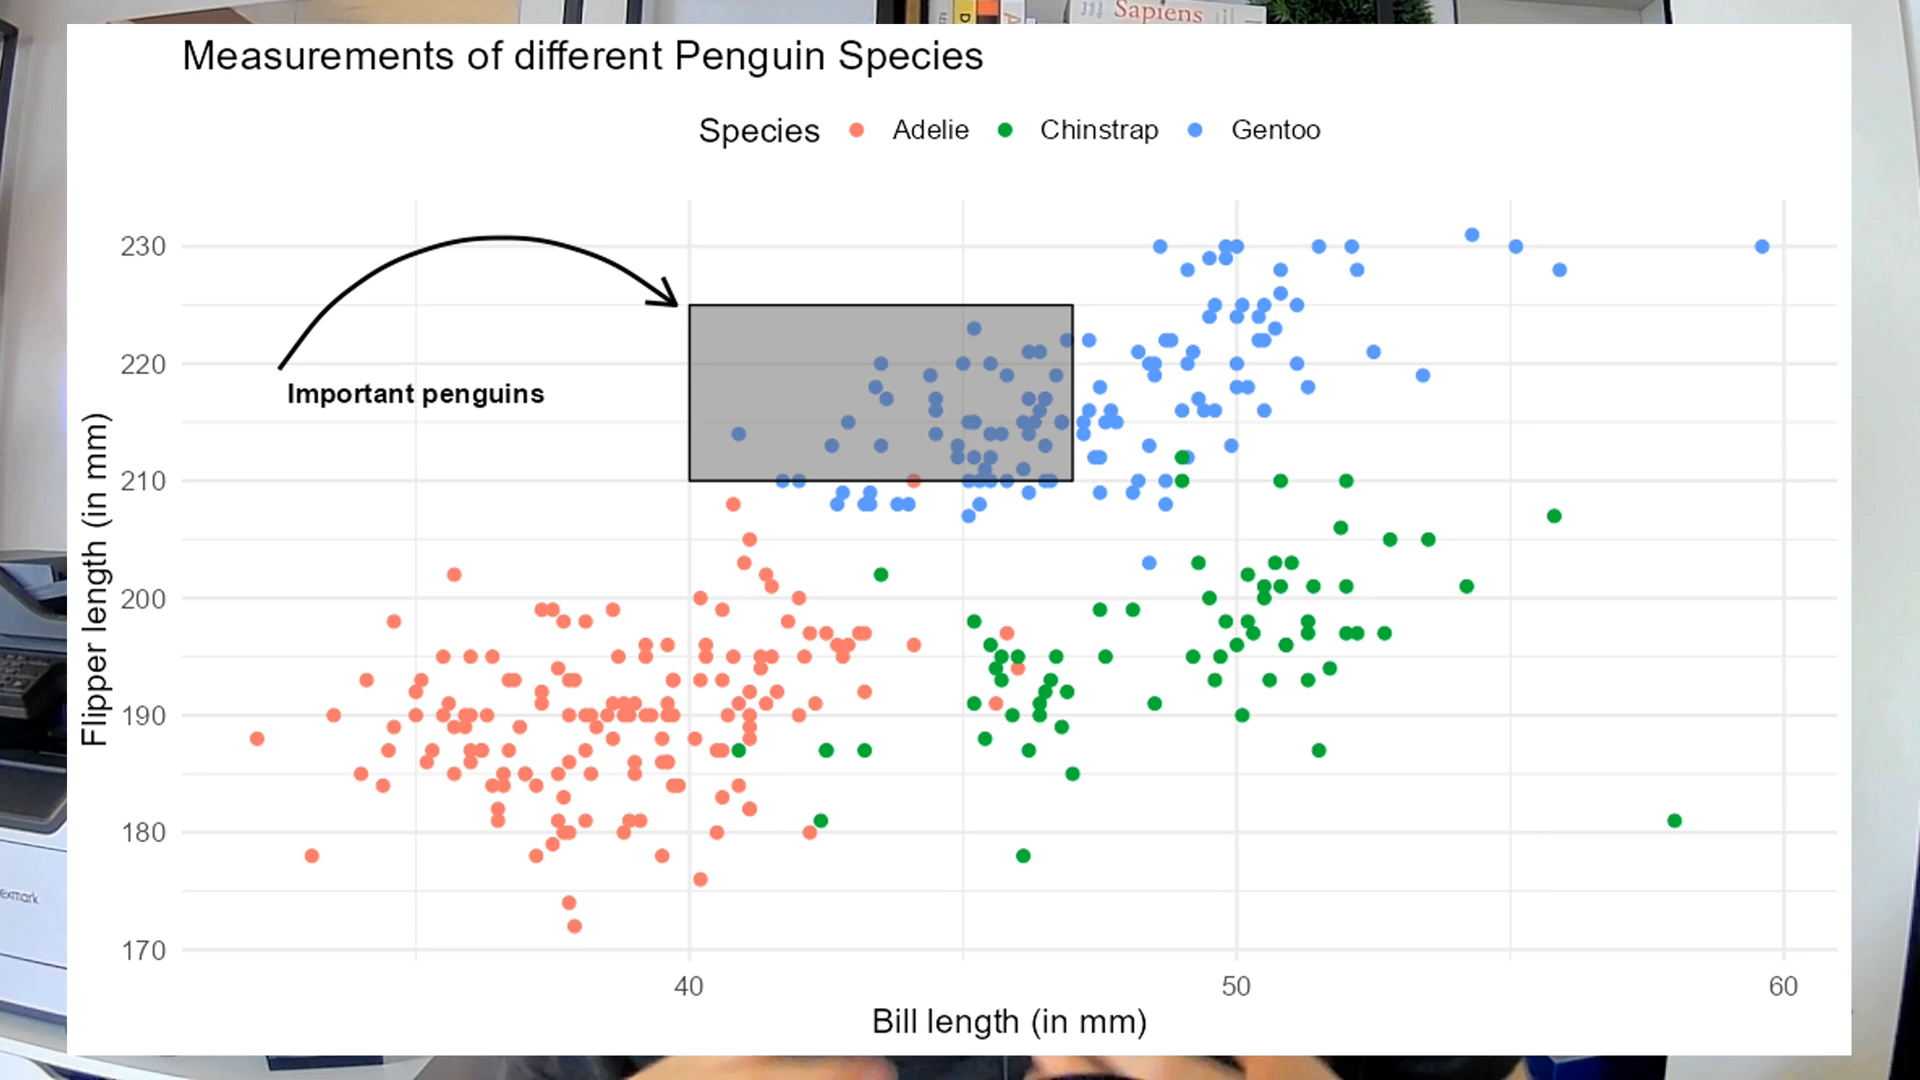 Sapiens
Measurements of different Penguin Species
Species Adelie Chinstrap Gentoo
230
220
210
200
190
180
170
Important penguins
Flipper length (in mm)
40 50 60
Bill length (in mm)
exmark